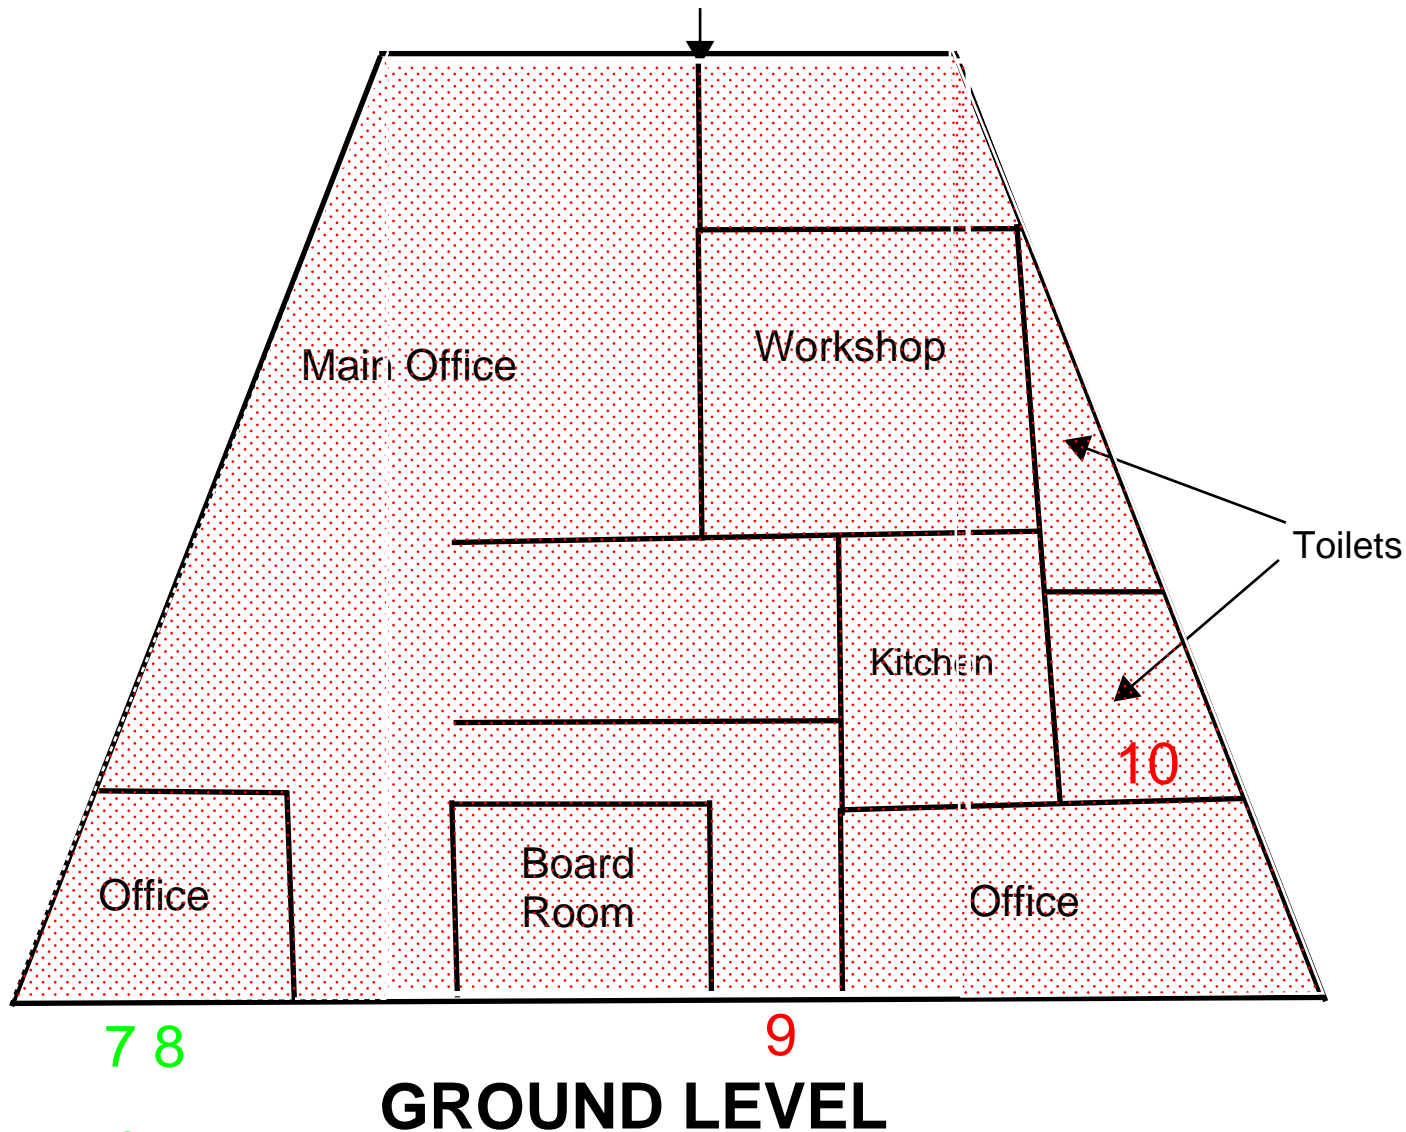 Workshop
Main Office
Toilets
Kitchen
10
Board
Room
Office
Office
7 8
9
GROUND LEVEL